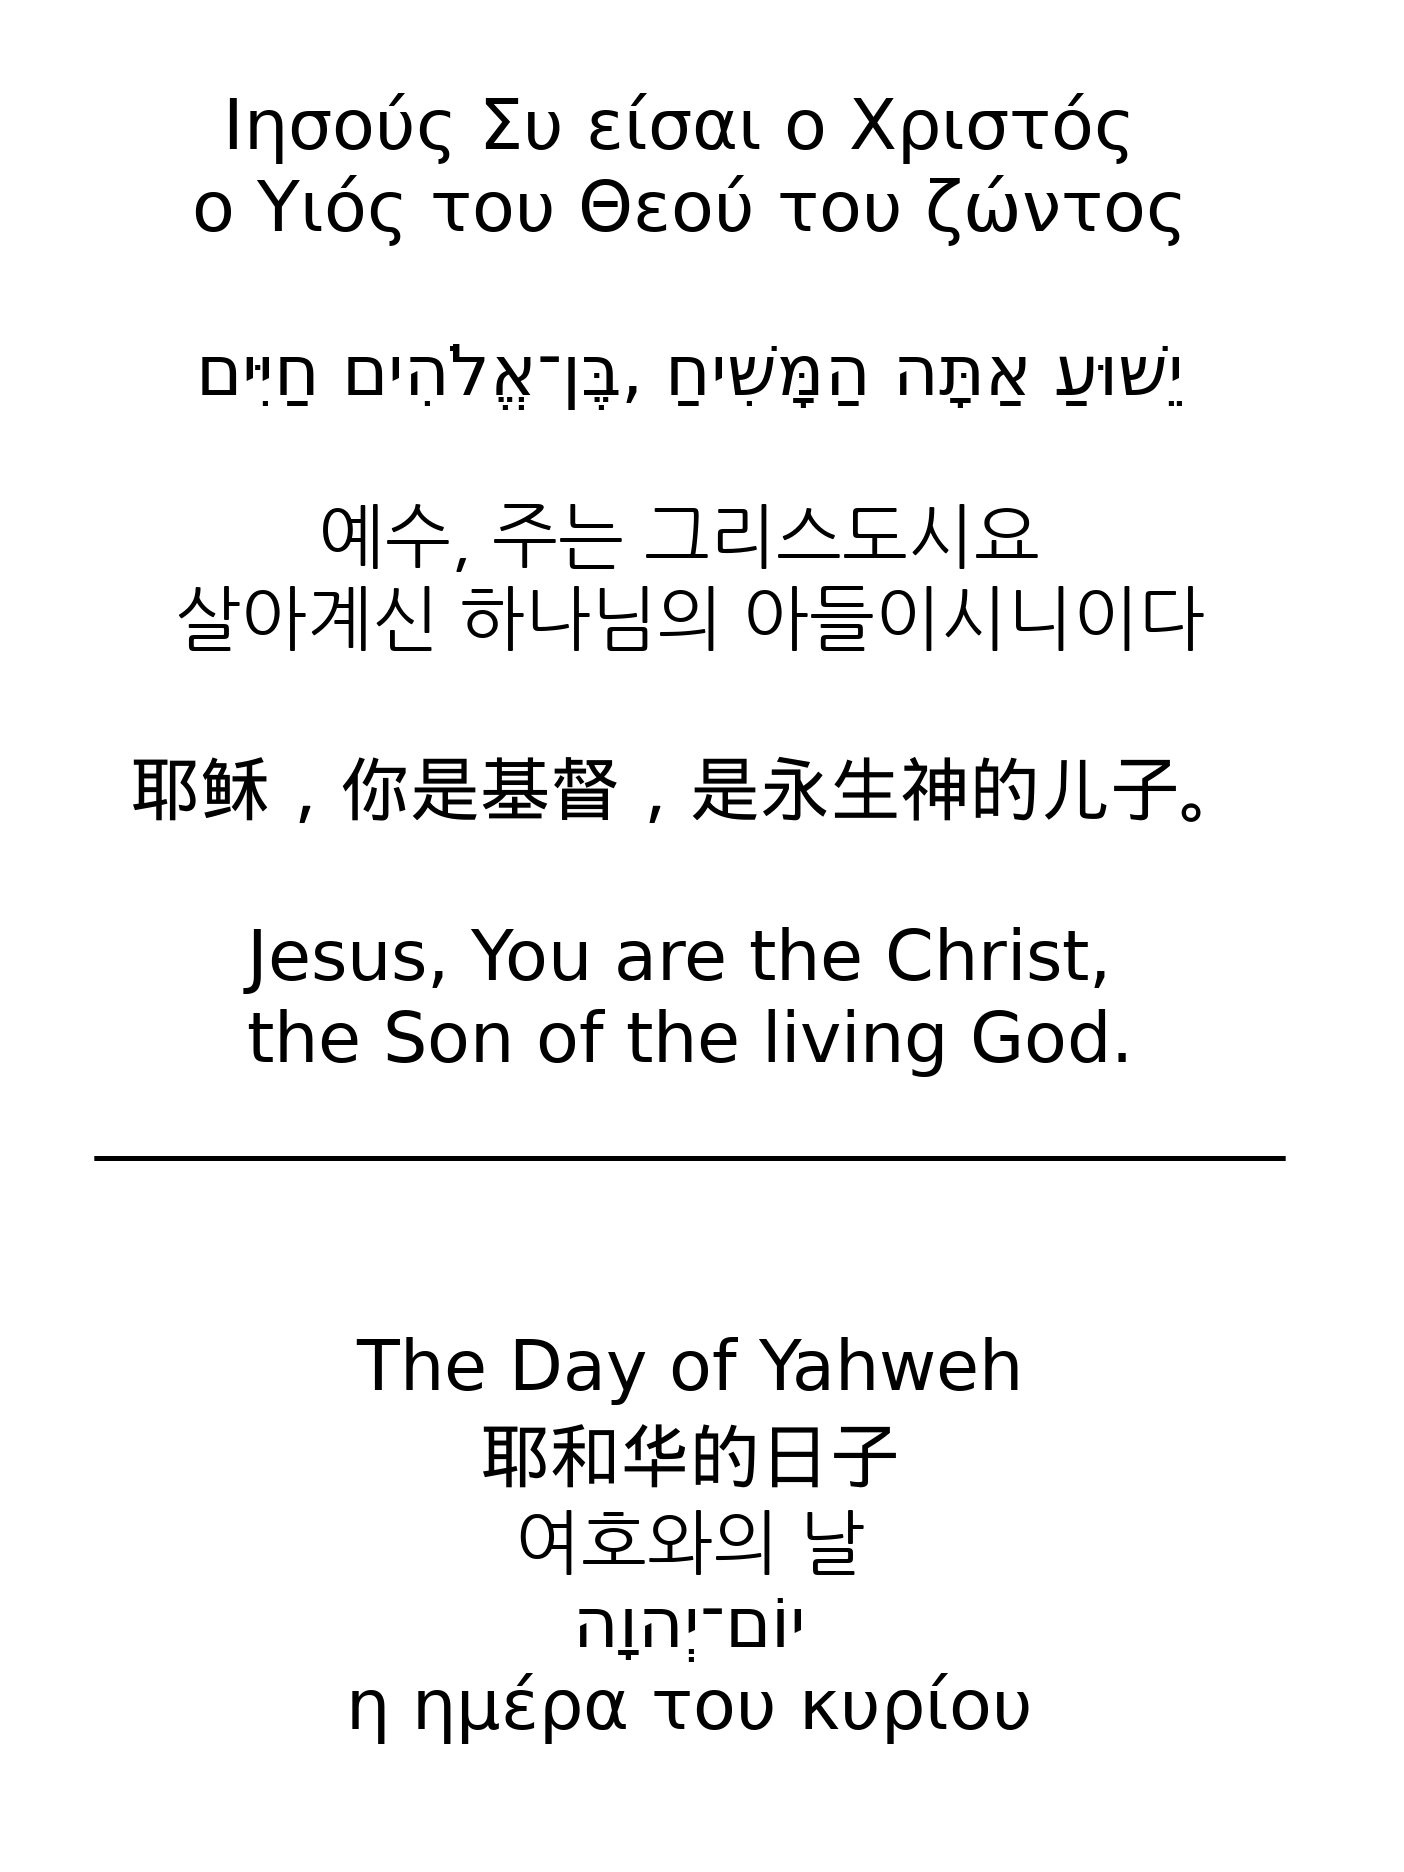 Ιησούς Συ είσαι ο Χριστός
ο Υιός του Θεού του ζώντος
יֵשׁוּעַ אַתָּה הַמָּשִׁיחַ ,בֶּן־אֱלֹהִים חַיִּים
예수, 주는 그리스도시요
살아계신 하나님의 아들이시니이다
耶稣，你是基督，是永生神的儿子。
Jesus, You are the Christ,
the Son of the living God.
The Day of Yahweh
耶和华的日子
여호와의 날
יוֹם־יְהוָה
η ημέρα του κυρίου